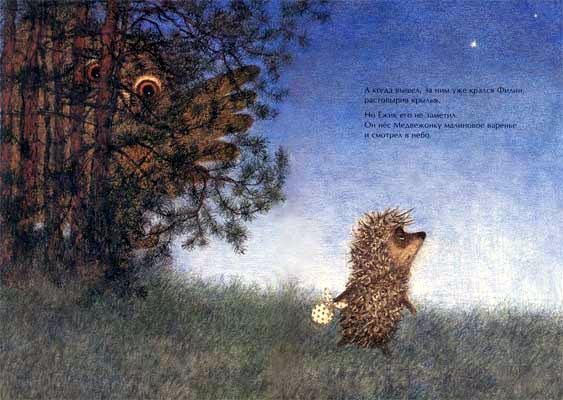 А когда вышел, за ним уже крался Филин,
растопырив крылья.
Но Ёжик его не заметил.
Он нёс Медвежонку малиновое варенье
и смотрел в небо.